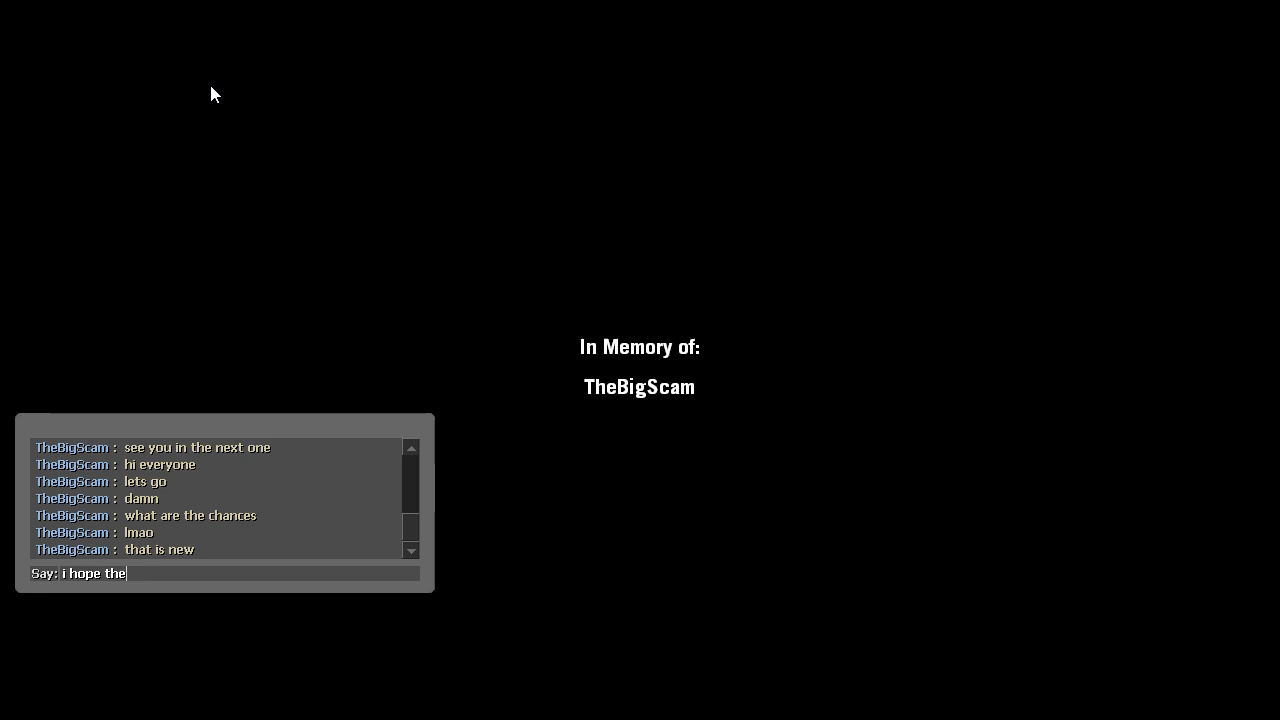 In Memory of:
TheBigScam
TheBigScam : see you in the next one
TheBigScam : hi everyone
TheBigScam : lets go
TheBigScam : damn
TheBigScam : what are the chances
TheBigScam : lmao
TheBigScam : that is new
Say: i hope the